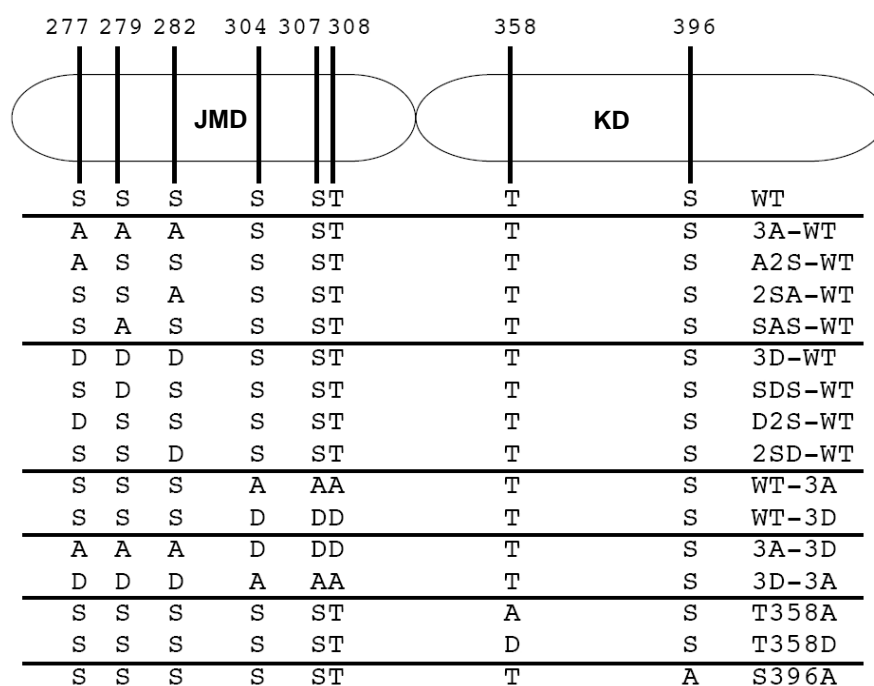 277 279 282 304 307 308 358 396
JMD KD
S S S S ST T S WT
A A A S ST T S 3A-WT
A S S S ST T S A2S-WT
S S A S ST T S 2SA-WT
S A S S ST T S SAS-WT
D D D S ST T S 3D-WT
S D S S ST T S SDS-WT
D S S S ST T S D2S-WT
S S D S ST T S 2SD-WT
S S S A AA T S WT-3A
S S S D DD T S WT-3D
A A A D DD T S 3A-3D
D D D A AA T S 3D-3A
S S S S ST A S T358A
S S S S ST D S T358D
S S S S ST T A S396A